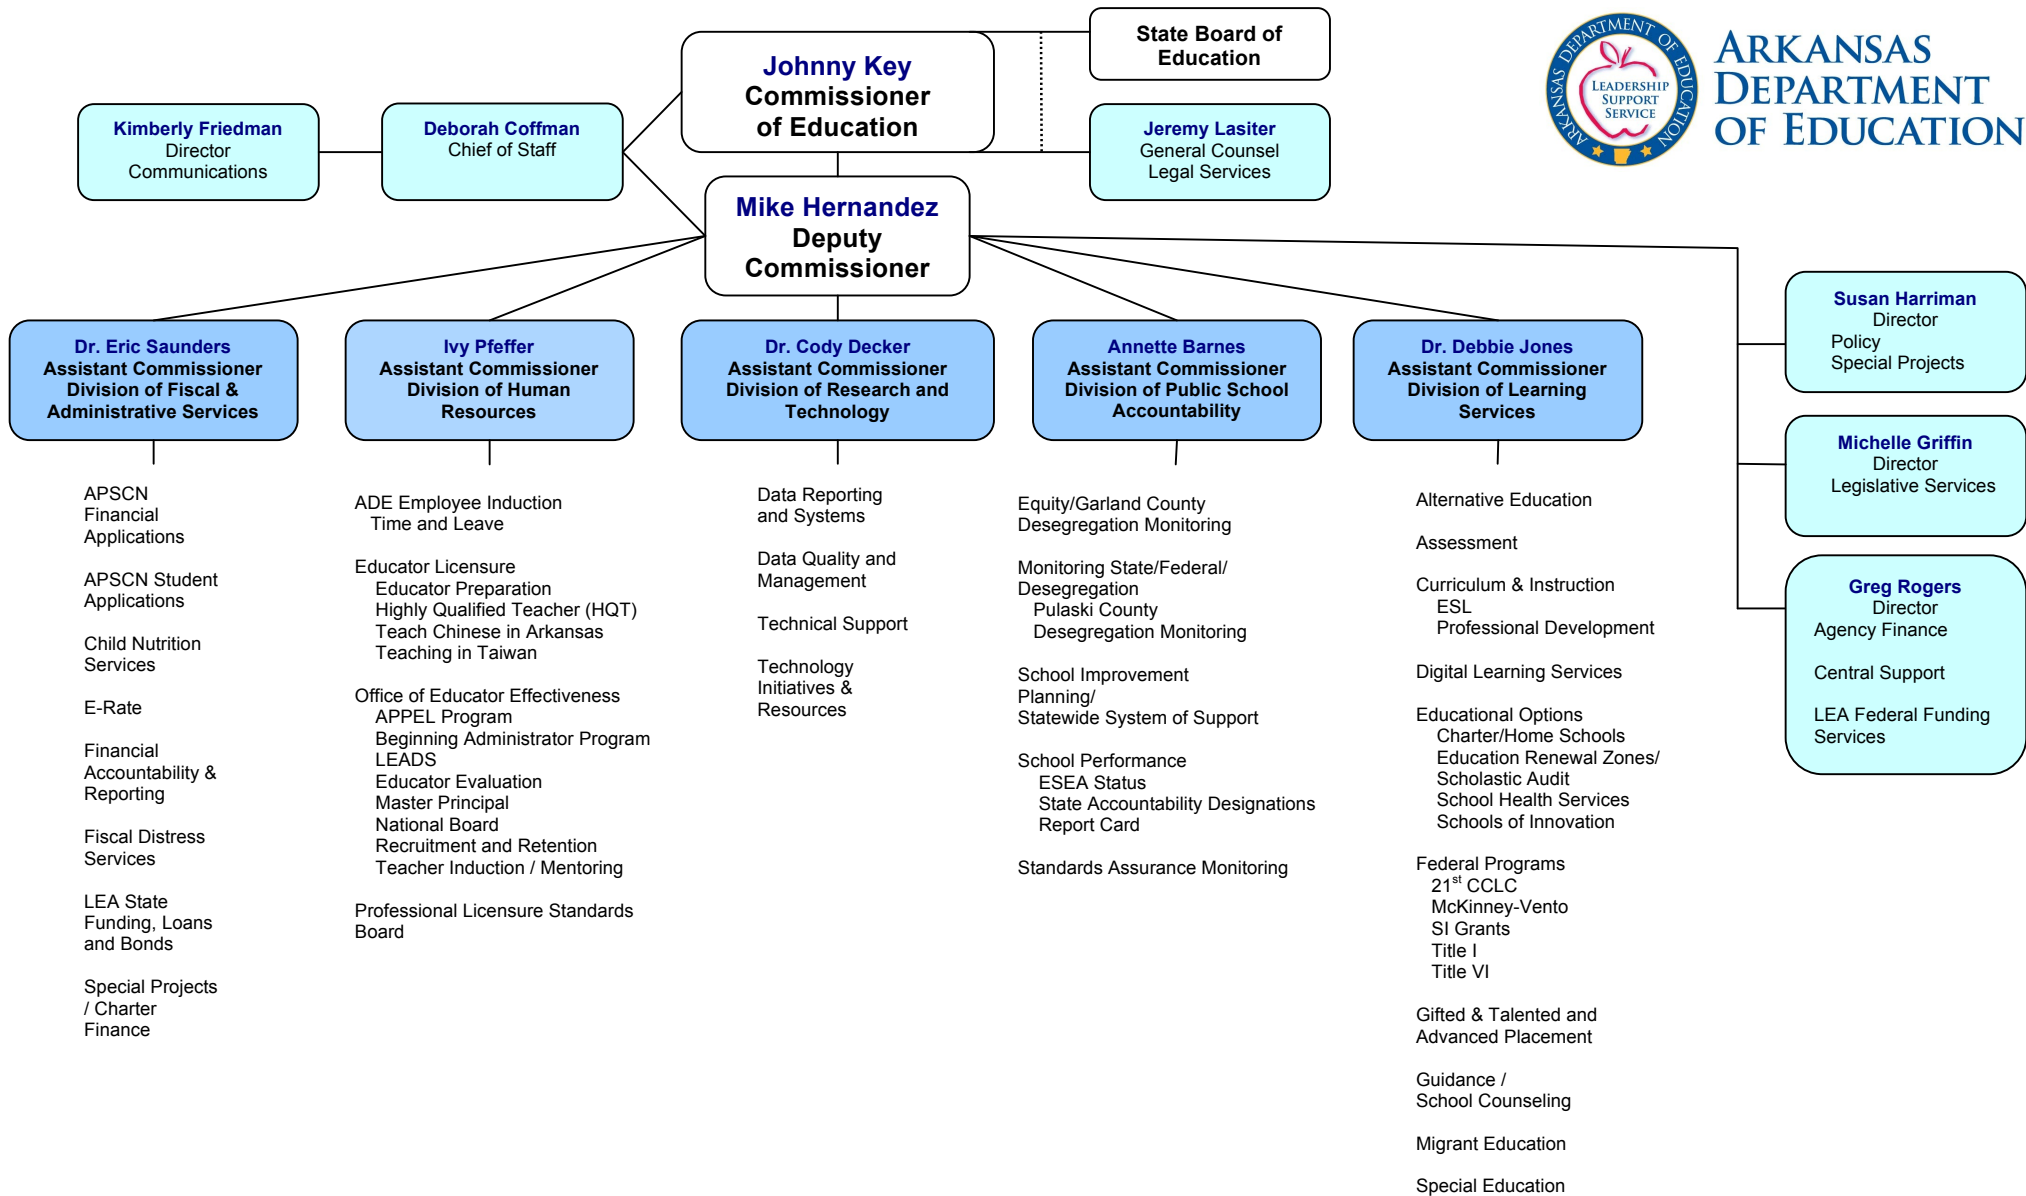 State Board of
Education
Johnny Key
Commissioner
of Education
ARKANSAS DEPARTMENT OF EDUCATION
LEADERSHIP
SUPPORT
SERVICE
ARKANSAS
DEPARTMENT
OF EDUCATION
Kimberly Friedman
Director
Communications
Deborah Coffman
Chief of Staff
Jeremy Lasiter
General Counsel
Legal Services
Mike Hernandez
Deputy
Commissioner
Dr. Eric Saunders
Assistant Commissioner
Division of Fiscal &
Administrative Services
Ivy Pfeffer
Assistant Commissioner
Division of Human
Resources
Dr. Cody Decker
Assistant Commissioner
Division of Research and
Technology
Annette Barnes
Assistant Commissioner
Division of Public School
Accountability
Dr. Debbie Jones
Assistant Commissioner
Division of Learning
Services
Susan Harriman
Director
Policy
Special Projects
Michelle Griffin
Director
Legislative Services
Greg Rogers
Director
Agency Finance
Central Support
LEA Federal Funding
Services
APSCN
Financial
Applications
APSCN Student
Applications
Child Nutrition
Services
E-Rate
Financial
Accountability &
Reporting
Fiscal Distress
Services
LEA State
Funding, Loans
and Bonds
Special Projects
/ Charter
Finance
ADE Employee Induction
Time and Leave
Educator Licensure
Educator Preparation
Highly Qualified Teacher (HQT)
Teach Chinese in Arkansas
Teaching in Taiwan
Office of Educator Effectiveness
APPEL Program
Beginning Administrator Program
LEADS
Educator Evaluation
Master Principal
National Board
Recruitment and Retention
Teacher Induction / Mentoring
Professional Licensure Standards
Board
Data Reporting
and Systems
Data Quality and
Management
Technical Support
Technology
Initiatives &
Resources
Equity/Garland County
Desegregation Monitoring
Monitoring State/Federal/
Desegregation
Pulaski County
Desegregation Monitoring
School Improvement
Planning/
Statewide System of Support
School Performance
ESEA Status
State Accountability Designations
Report Card
Standards Assurance Monitoring
Alternative Education
Assessment
Curriculum & Instruction
ESL
Professional Development
Digital Learning Services
Educational Options
Charter/Home Schools
Education Renewal Zones/
Scholastic Audit
School Health Services
Schools of Innovation
Federal Programs
21st CCLC
McKinney-Vento
SI Grants
Title I
Title VI
Gifted & Talented and
Advanced Placement
Guidance /
School Counseling
Migrant Education
Special Education